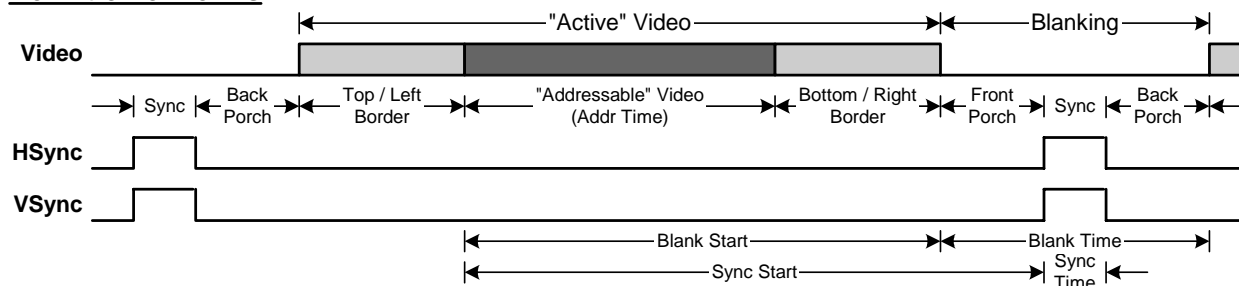 "Active" Video
Blanking
Video
Sync
Back
Porch
Top / Left
Border
"Addressable" Video
(Addr Time)
Bottom / Right
Border
Front
Porch
Sync
Back
Porch
HSync
VSync
Blank Start
Blank Time
Sync Start
Sync
Time